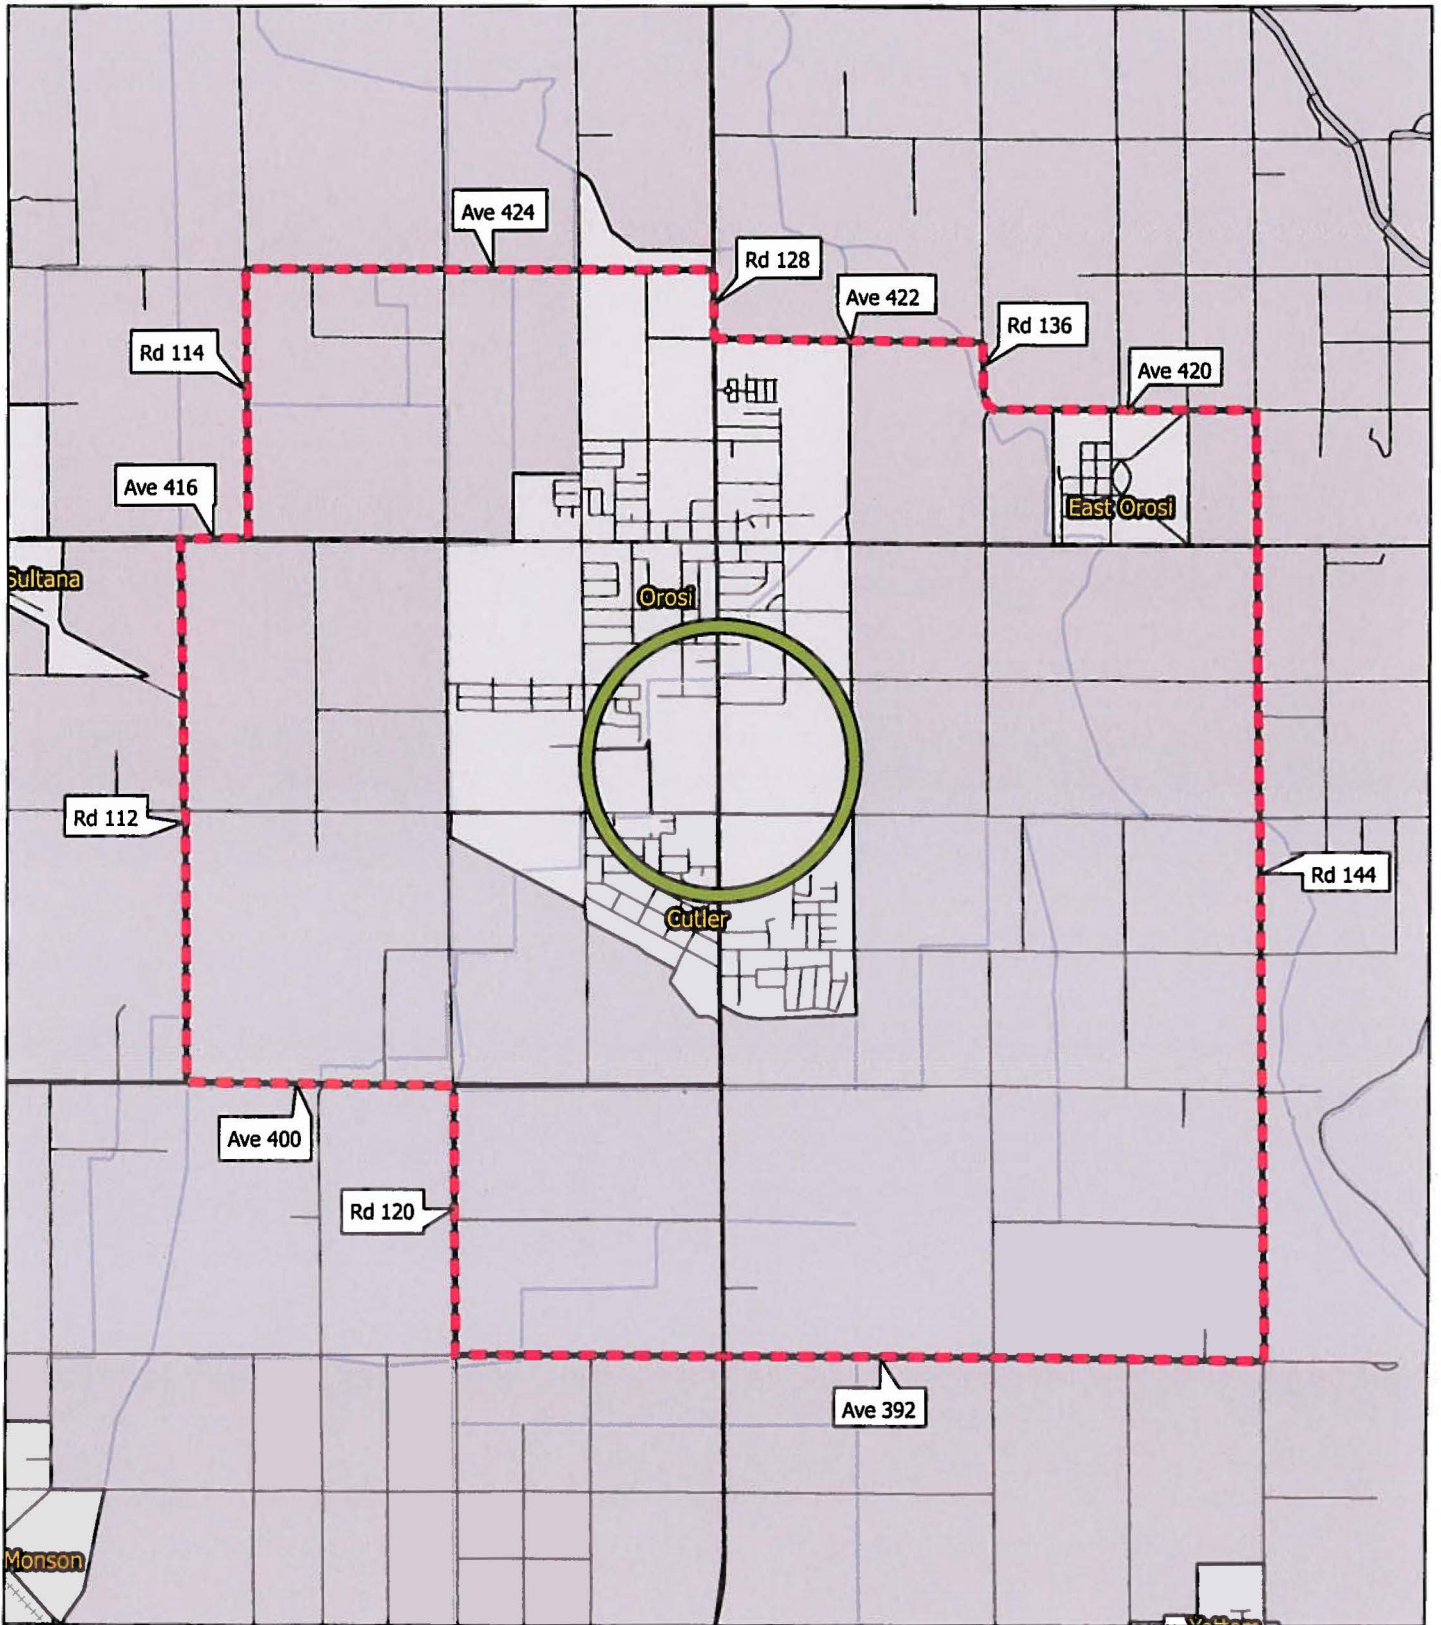 Ave 424
Rd 128
Ave 422
Rd 136
Rd 114
Ave 420
Ave 416
East Orosi
Sultana
Orosi
Rd 112
Rd 144
Cutler
Ave 400
Rd 120
Ave 392
Monson